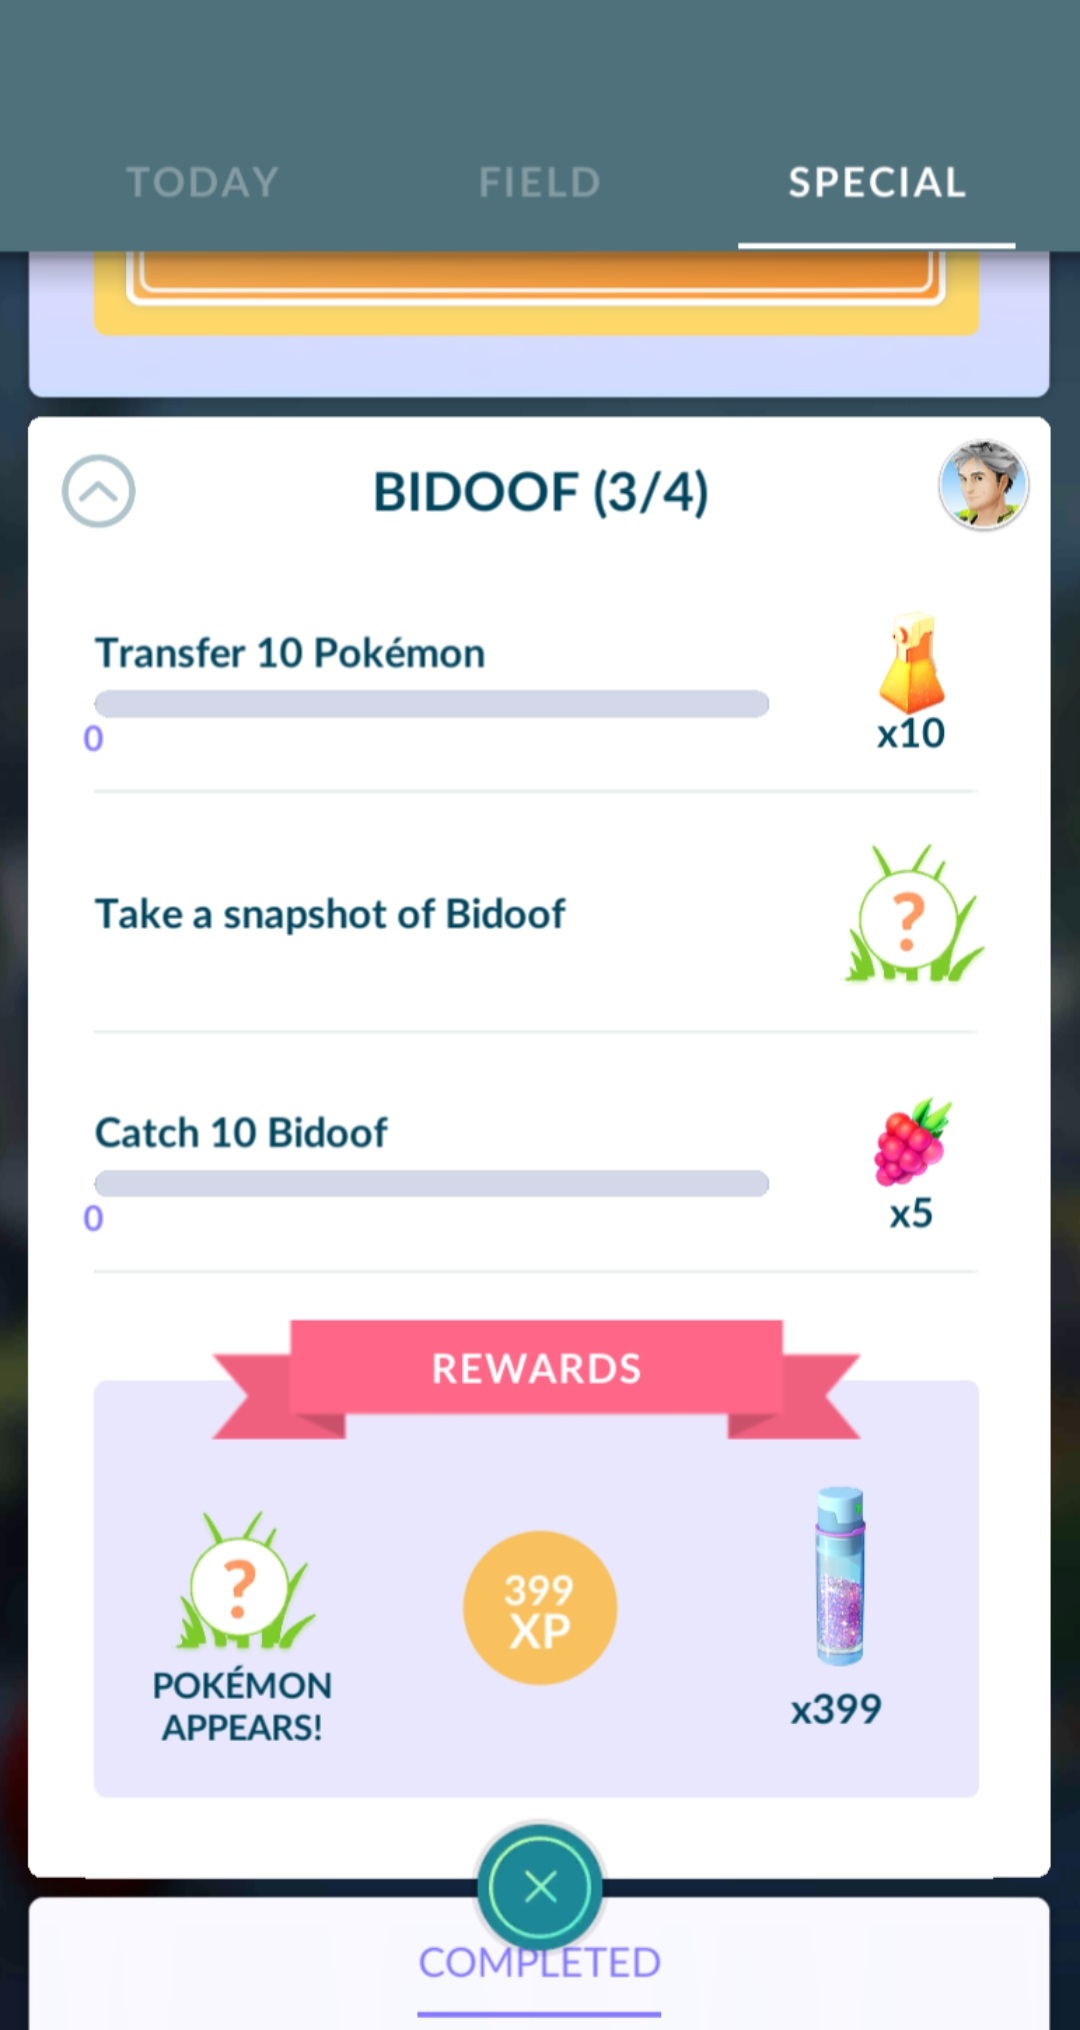 TODAY
FIELD
SPECIAL
BIDOOF (3/4)
Transfer 10 Pokémon
0
x10
Take a snapshot of Bidoof
?
Catch 10 Bidoof
0
x5
REWARDS
?
POKÉMON
APPEARS!
399
XP
x399
COMPLETED